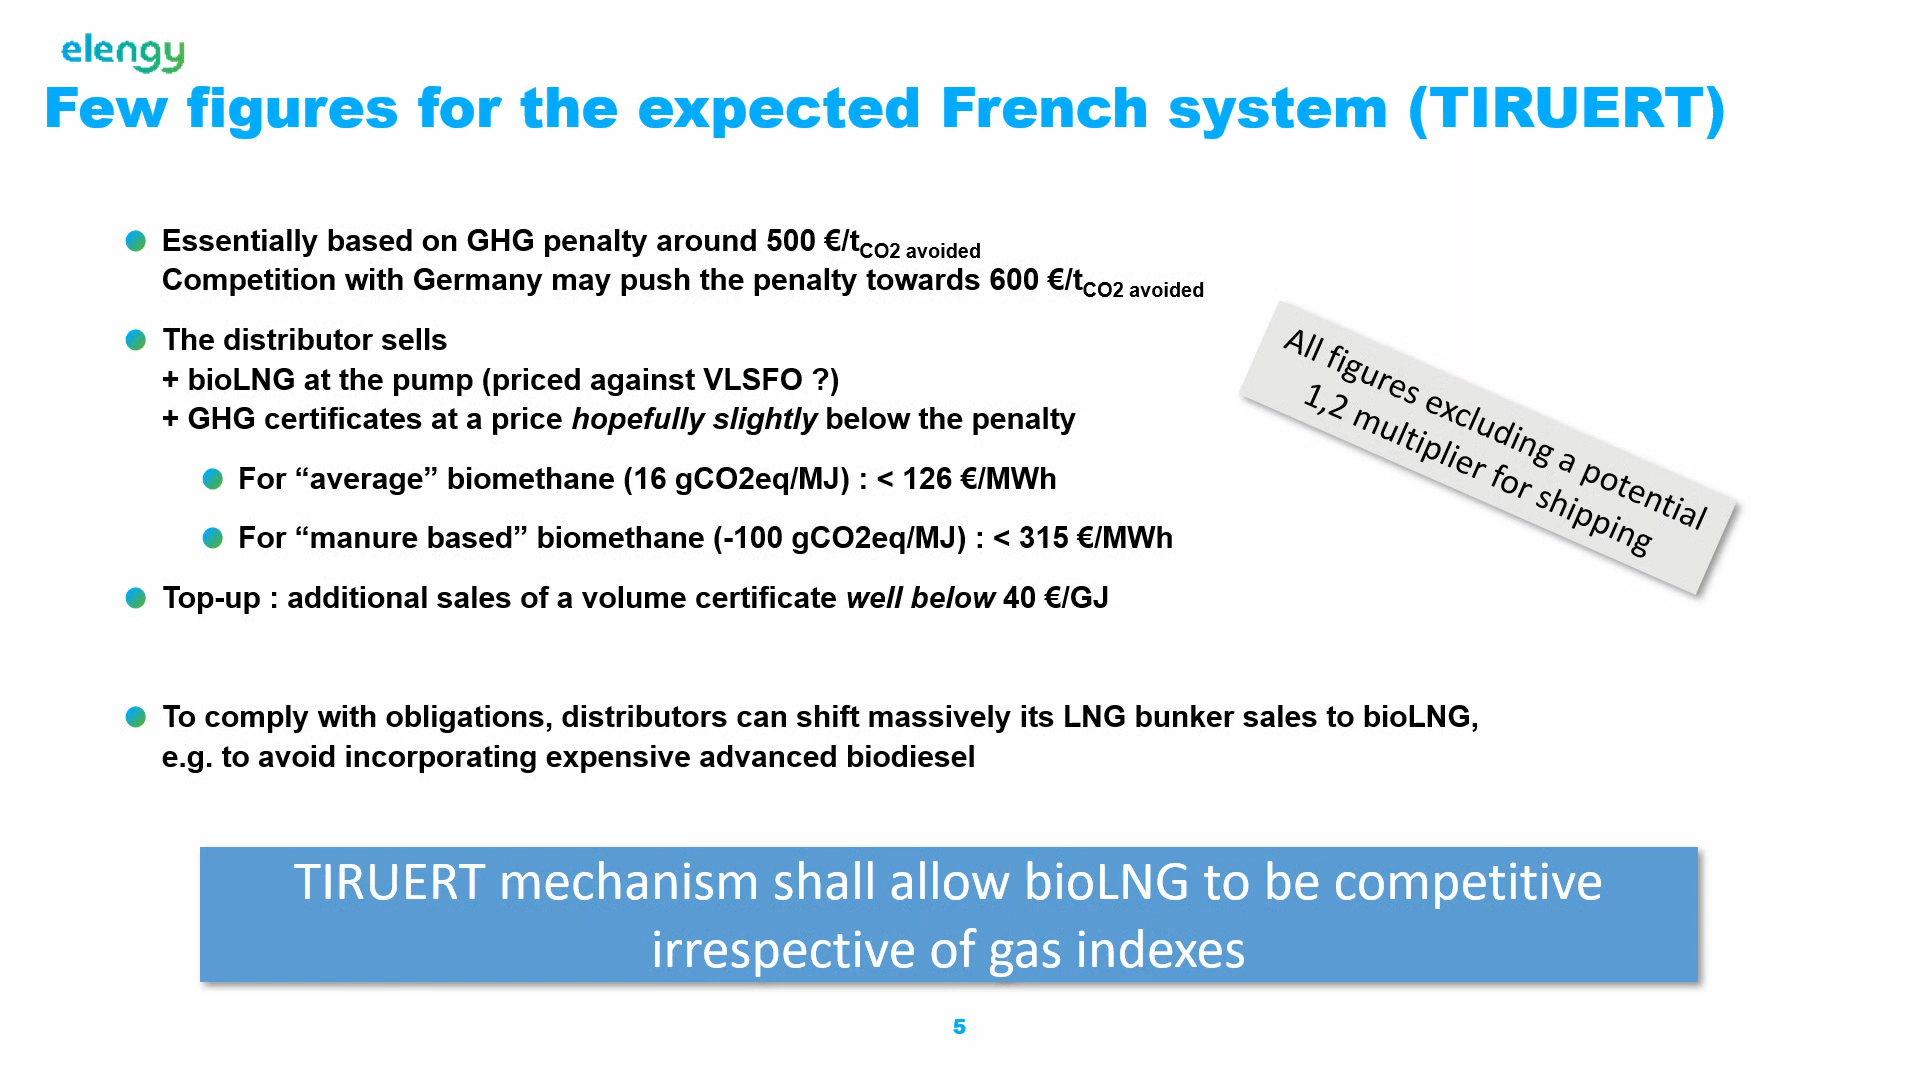 elengy
Few figures for the expected French system (TIRUERT)
Essentially based on GHG penalty around 500 €/tCO2 avoided
Competition with Germany may push the penalty towards 600 €/tCO2 avoided
The distributor sells
+ bioLNG at the pump (priced against VLSFO ?)
+ GHG certificates at a price hopefully slightly below the penalty
For “average” biomethane (16 gCO2eq/MJ) : < 126 €/MWh
For “manure based” biomethane (-100 gCO2eq/MJ) : < 315 €/MWh
Top-up : additional sales of a volume certificate well below 40 €/GJ
All figures excluding a potential
1,2 multiplier for shipping
To comply with obligations, distributors can shift massively its LNG bunker sales to bioLNG,
e.g. to avoid incorporating expensive advanced biodiesel
TIRUERT mechanism shall allow bioLNG to be competitive
irrespective of gas indexes
5